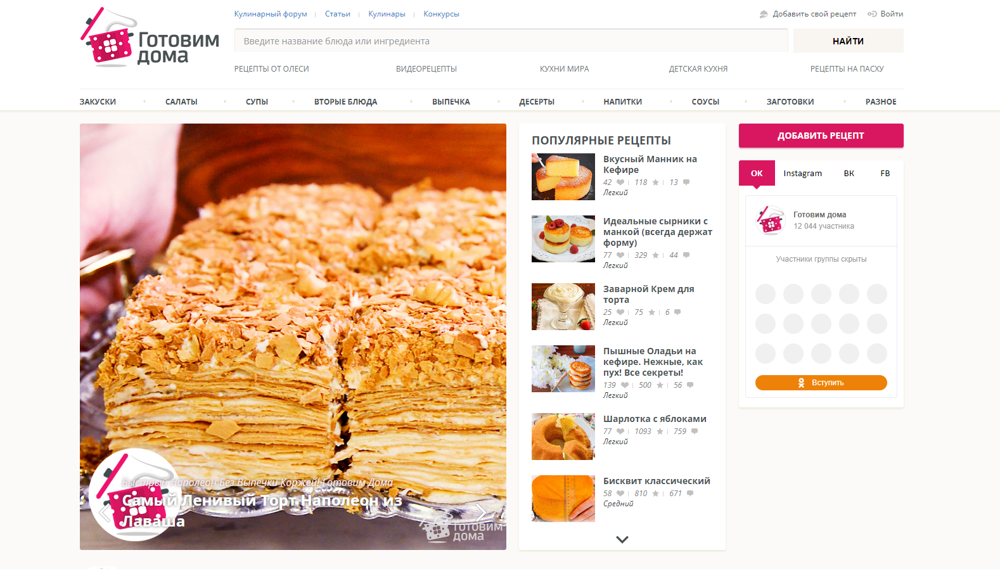 Кулинарный форум
Статьи
Кулинары
Конкурсы
Добавить свой рецепт
Войти
Готовим
дома
Введите название блюда или ингредиента
НАЙТИ
РЕЦЕПТЫ ОТ ОЛЕСИ
ВИДЕОРЕЦЕПТЫ
КУХНИ МИРА
ДЕТСКАЯ КУХНЯ
РЕЦЕПТЫ НА ПАСХУ
ЗАКУСКИ
САЛАТЫ
СУПЫ
ВТОРЫЕ БЛЮДА
ВЫПЕЧКА
ДЕСЕРТЫ
НАПИТКИ
СОУСЫ
ЗАГОТОВКИ
РАЗНОЕ
Быстрый Наполеон Без Выпечки Коржей! Готовим Дома
Самый Ленивый Торт Наполеон из
Лаваша
Готовим
дома
ПОПУЛЯРНЫЕ РЕЦЕПТЫ
Вкусный Манник на
Кефире
42 118 13
Легкий
Идеальные сырники с
манкой (всегда держат
форму)
77 329 44
Легкий
Заварной Крем для
торта
25 75 6
Легкий
Пышные Оладьи на
кефире. Нежные, как
пух! Все секреты!
139 500 56
Легкий
Шарлотка с яблоками
77 1093 759
Легкий
Бисквит классический
58 810 671
Средний
ДОБАВИТЬ РЕЦЕПТ
ОК
Instagram
ВК
FB
Готовим дома
12 044 участника
Участники группы скрыты
Вступить